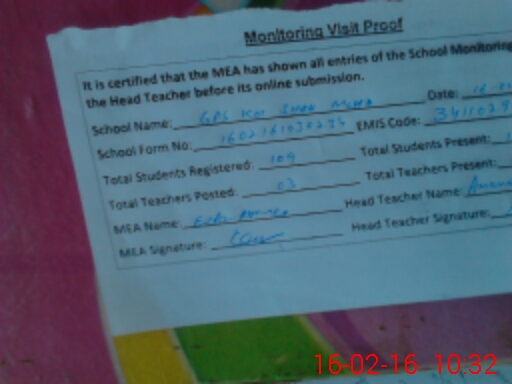 Monitoring Visit Proof
It is certified that the MEA has shown all entries of the School Monitoring
the Head Teacher before its online submission.
School Name: GPS Date: 16-
School Form No: EMIS Code:
Total Students Registered: 109 Total Students Present:
Total Teachers Posted: 03 Total Teachers Present:
MEA Name: Head Teacher Name:
MEA Signature: Head Teacher Signature:
16-02-16 10:32